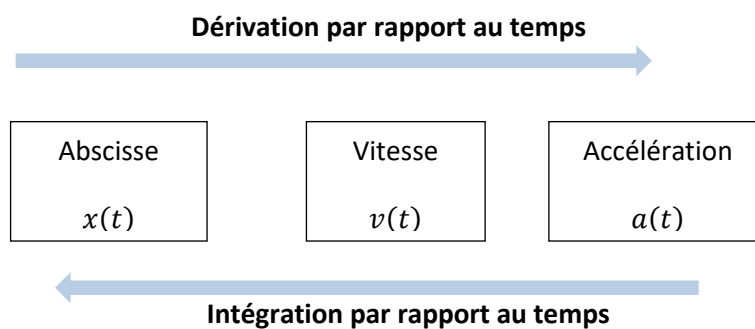 Dérivation par rapport au temps
Abscisse
x(t)
Vitesse
v(t)
Accélération
a(t)
Intégration par rapport au temps